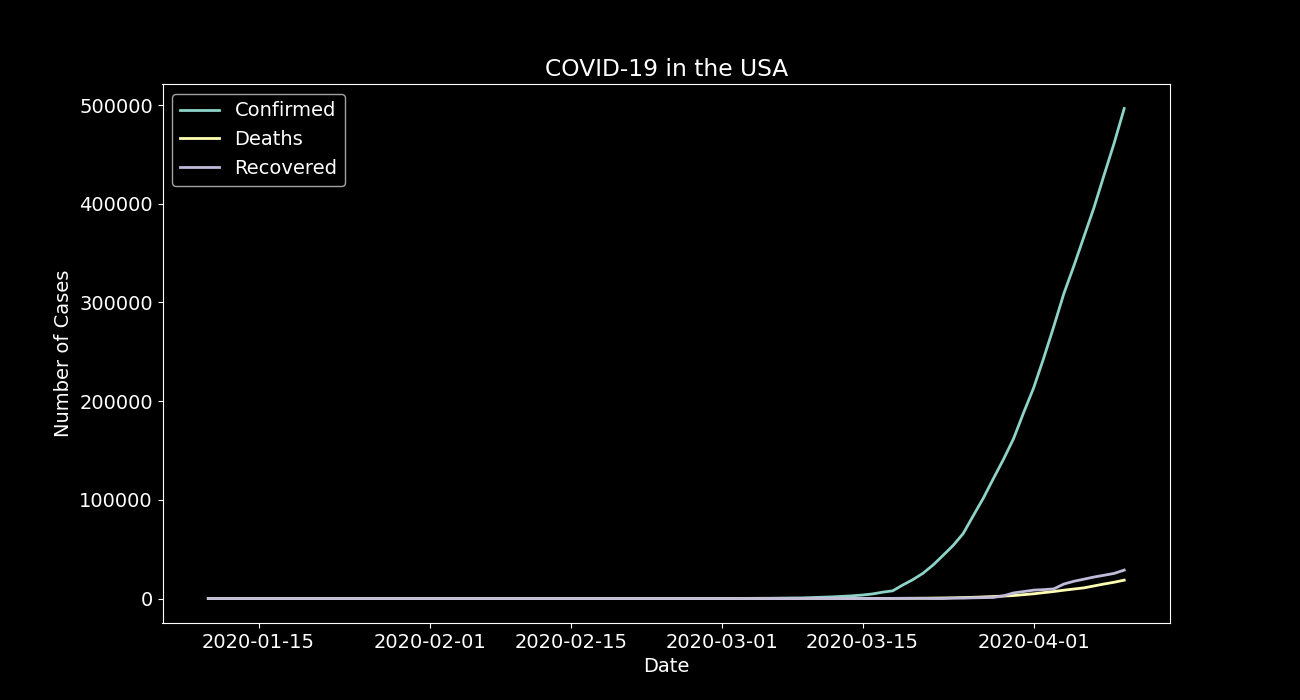 COVID-19 in the USA
Confirmed
Deaths
Recovered
500000
400000
300000
200000
100000
0
Number of Cases
2020-01-15 2020-02-01 2020-02-15 2020-03-01 2020-03-15 2020-04-01
Date